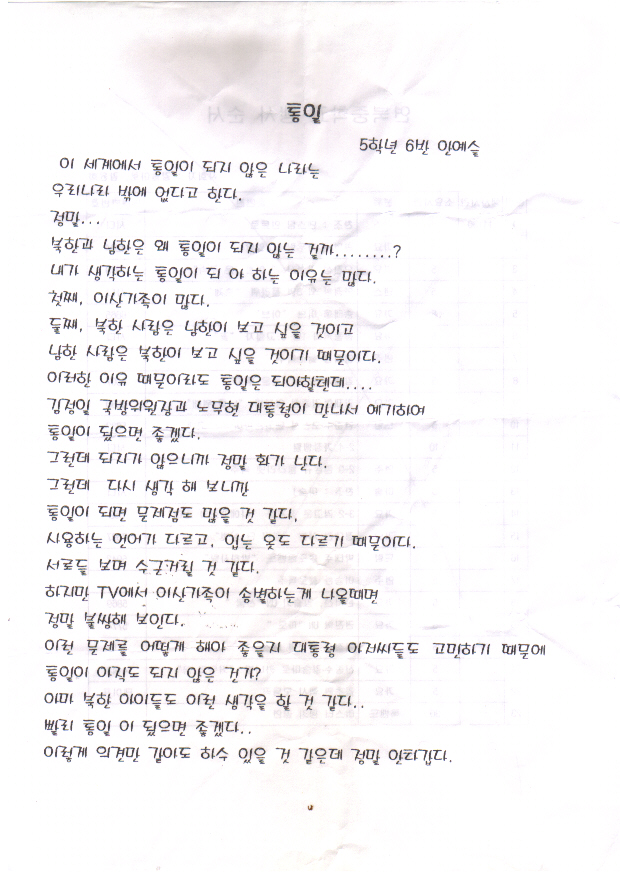 통일
5학년 6반 안예슬
이 세계에서 통일이 되지 않은 나라는
우리나라 밖에 없다고 한다.
정말...
북한과 남한은 왜 통일이 되지 않는 걸까........?
내가 생각하는 통일이 되 야 하는 이유는 많다.
첫째, 이산가족이 많다.
둘째, 북한 사람은 남한이 보고 싶을 것이고
남한 사람은 북한이 보고 싶을 것이기 때문이다.
이러한 이유 때문이라도 통일은 되야할텐데....
김정일 국방위원장과 노무현 대통령이 만나서 얘기하여
통일이 됐으면 좋겠다.
그런데 되지가 않으니까 정말 화가 난다.
그런데 다시 생각 해 보니깐
통일이 되면 문제점도 많을 것 같다.
사용하는 언어가 다르고, 입는 옷도 다르기 때문이다.
서로들 보며 수군거릴 것 같다.
하지만 TV에서 이산가족이 송별하는게 나올때면
정말 불쌍해 보인다.
이런 문제를 어떻게 해야 좋을지 대통령 아저씨들도 고민하기 때문에
통일이 아직도 되지 않은 건가?
아마 북한 아이들도 이런 생각을 할 것 같다..
빨리 통일 이 됐으면 좋겠다..
이렇게 의견만 같아도 할수 있을 것 같은데 정말 안타깝다.